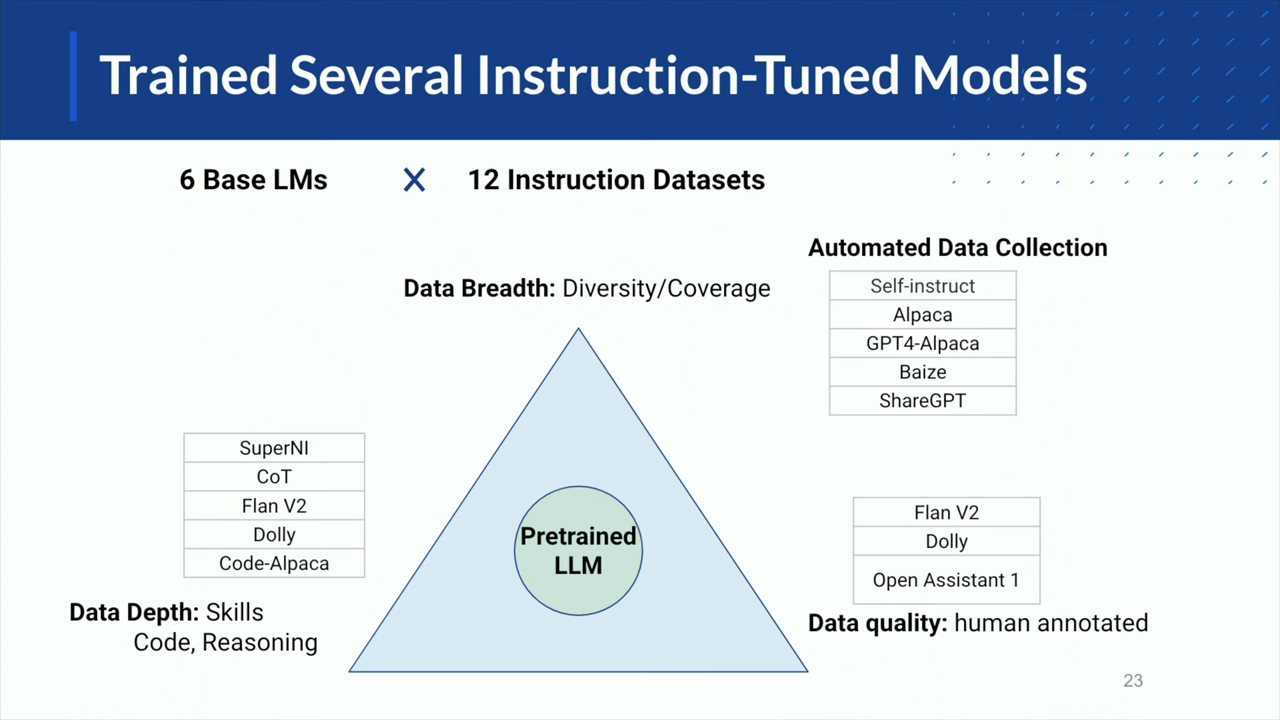 Trained Several Instruction-Tuned Models
6 Base LMs × 12 Instruction Datasets
Automated Data Collection
Self-instruct
Alpaca
GPT4-Alpaca
Baize
ShareGPT
Data Breadth: Diversity/Coverage
SuperNI
CoT
Flan V2
Dolly
Code-Alpaca
Data Depth: Skills
Code, Reasoning
Pretrained
LLM
Flan V2
Dolly
Open Assistant 1
Data quality: human annotated
23